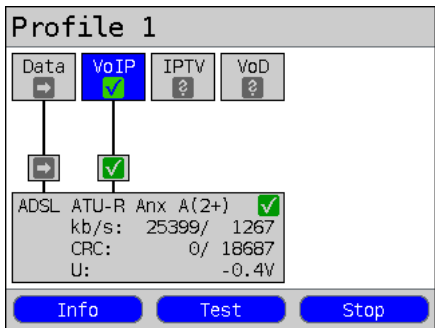 Profile 1
Data VoIP IPTV VoD
ADSL ATU-R Anx A(2+)
kb/s: 25399/ 1267
CRC: 0/ 18687
U: -0.4V
Info Test Stop